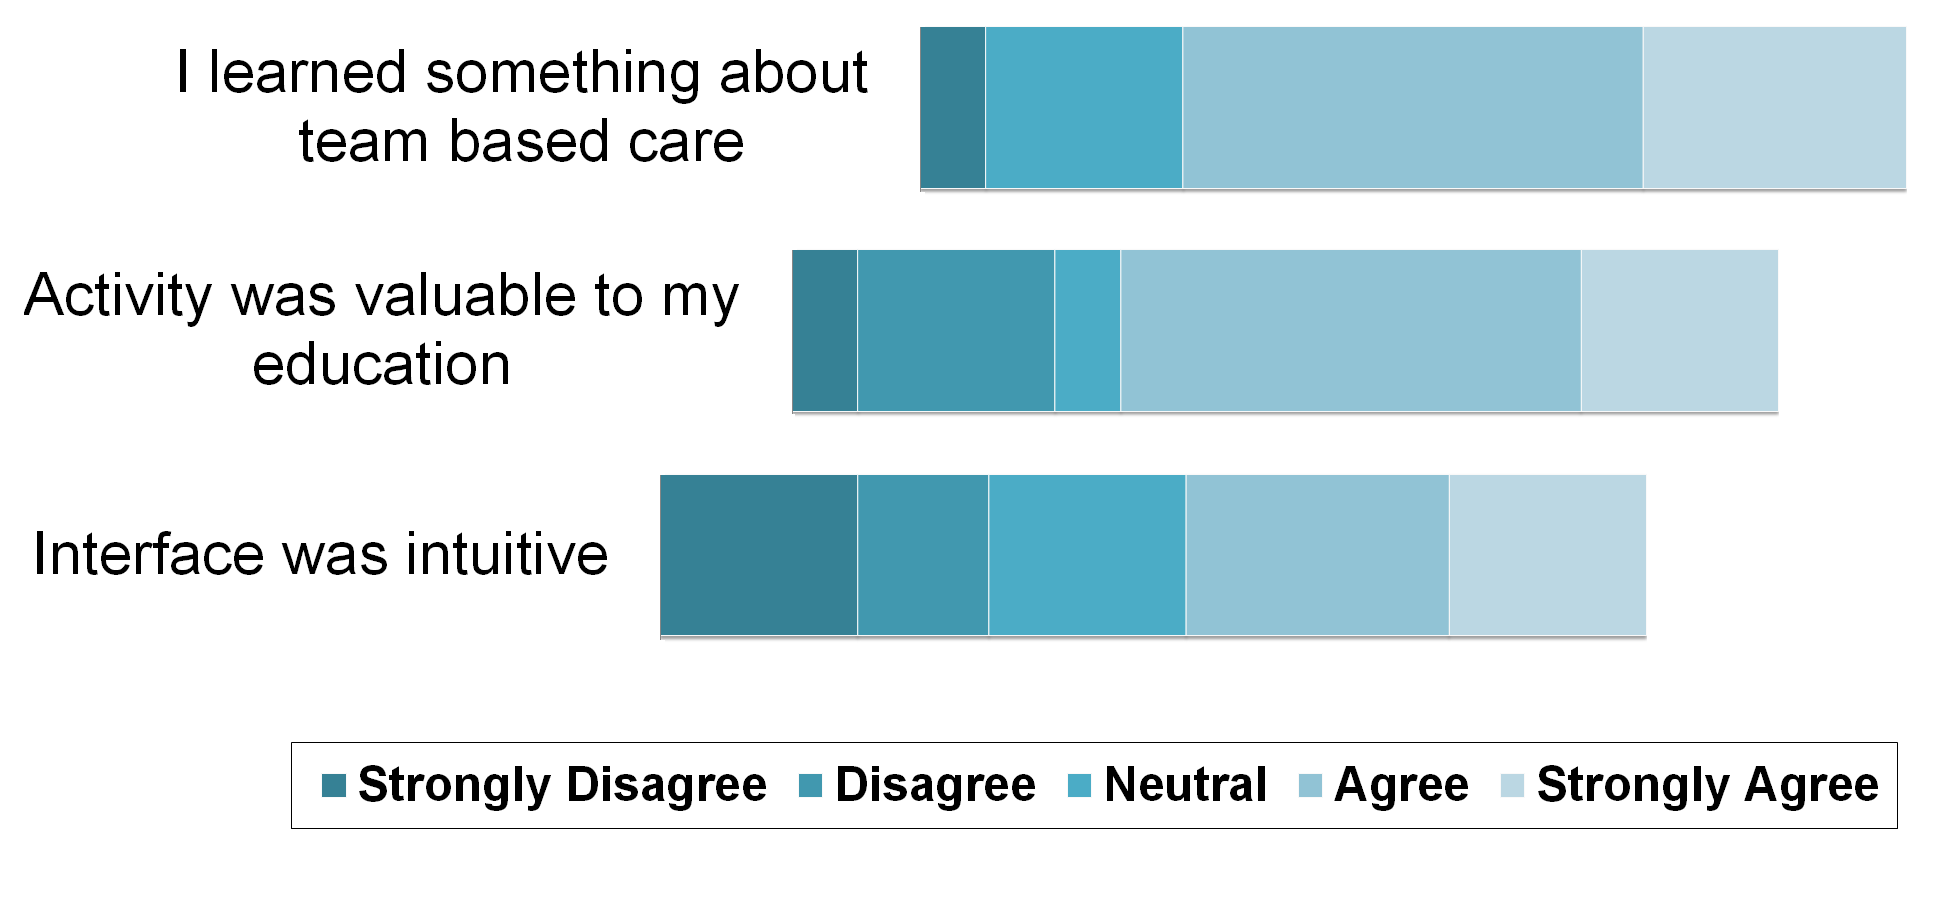 I learned something about
team based care
Activity was valuable to my
education
Interface was intuitive
Strongly Disagree Disagree Neutral Agree Strongly Agree